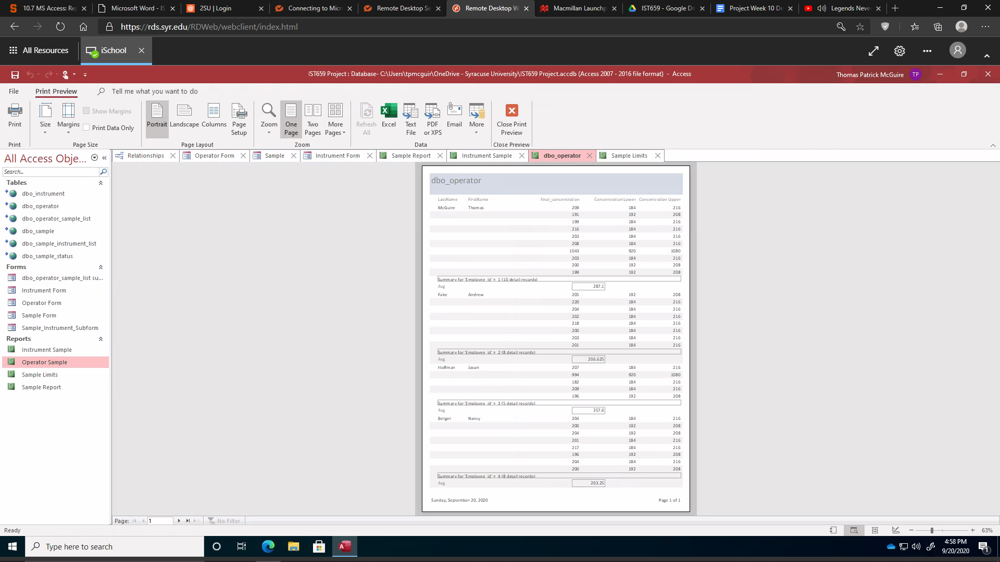 10.7 MS Access: Re
Microsoft Word - IS
2SU | Login
Connecting to Micr
Remote Desktop Se
Remote Desktop W
Macmillan Launchp
IST659 - Google Dri
Project Week 10 De
Legends Never
https://rds.syr.edu/RDWeb/webclient/index.html
All Resources
iSchool
IST659 Project : Database- C:\Users\tpmcguir\OneDrive - Syracuse University\IST659 Project.accdb (Access 2007 - 2016 file format) - Access
Thomas Patrick McGuire TP
File Print Preview Tell me what you want to do
Print
Size
Margins
Show Margins
Print Data Only
Portrait
Landscape
Columns
Page Setup
Zoom
One Page
Two Pages
More Pages
Refresh All
Excel
Text File
PDF or XPS
Email
More
Close Print Preview
Print Page Size Page Layout Zoom Data Close Preview
All Access Obje...
Relationships Operator Form Sample Instrument Form Sample Report Instrument Sample dbo_operator Sample Limits
Search...
Tables
dbo_instrument
dbo_operator
dbo_operator_sample_list
dbo_sample
dbo_sample_instrument_list
dbo_sample_status
Forms
dbo_operator_sample_list su...
Instrument Form
Operator Form
Sample Form
Sample_Instrument_Subform
Reports
Instrument Sample
Operator Sample
Sample Limits
Sample Report
dbo_operator
LastName FirstName final_concentration Concentration Lower Concentration Upper
McGuire Thomas 209 184 216
191 192 208
199 184 216
216 184 216
203 184 216
208 184 216
1043 920 1080
203 184 216
200 192 208
199 192 208
Summary for 'Employee_id' = 1 (10 detail records)
Avg 287.1
Fake Andrew 205 192 208
220 184 216
204 184 216
202 184 216
218 184 216
200 184 216
203 184 216
201 184 216
Summary for 'Employee_id' = 2 (8 detail records)
Avg 206.625
Hoffman Jason 207 184 216
994 920 1080
182 184 216
209 184 216
196 192 208
Summary for 'Employee_id' = 3 (5 detail records)
Avg 357.6
Berger Nancy 204 184 216
200 192 208
204 192 208
201 184 216
217 184 216
196 192 208
204 184 216
200 192 208
Summary for 'Employee_id' = 4 (8 detail records)
Avg 203.25
Sunday, September 20, 2020 Page 1 of 1
Page: 1 No Filter
Ready 63%
Type here to search
4:58 PM
9/20/2020
1